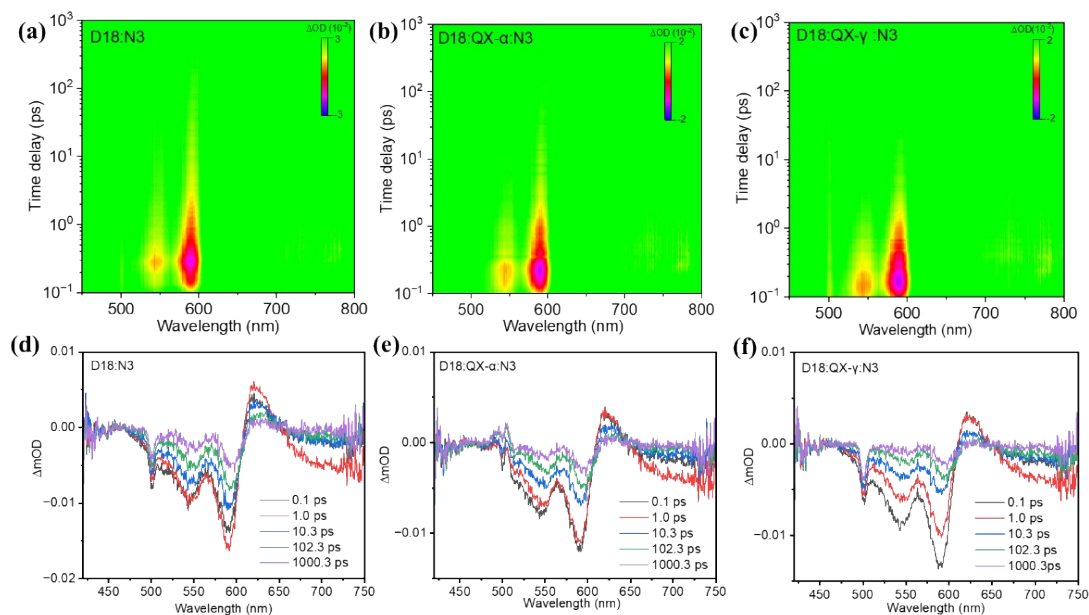 (a)
D18:N3
ΔOD (10⁻²)
3
-3
10³
10²
10¹
10⁰
10⁻¹
Time delay (ps)
500 600 700 800
Wavelength (nm)
(b)
D18:QX-α:N3
ΔOD (10⁻²)
2
-2
10³
10²
10¹
10⁰
10⁻¹
Time delay (ps)
500 600 700 800
Wavelength (nm)
(c)
D18:QX-γ :N3
2
-2
10³
10²
10¹
10⁰
10⁻¹
Time delay (ps)
500 600 700 800
Wavelength (nm)
(d)
D18:N3
0.01
0.00
−0.01
−0.02
ΔmOD
0.1 ps
1.0 ps
10.3 ps
102.3 ps
1000.3ps
450 500 550 600 650 700 750
Wavelength (nm)
(e)
D18:QX-α:N3
0.01
0.00
−0.01
ΔmOD
0.1 ps
1.0 ps
10.3 ps
102.3 ps
1000.3ps
450 500 550 600 650 700 750
Wavelength (nm)
(f)
D18:QX-γ:N3
0.01
0.00
−0.01
ΔmOD
0.1 ps
1.0 ps
10.3 ps
102.3 ps
1000.3ps
450 500 550 600 650 700 750
Wavelength (nm)